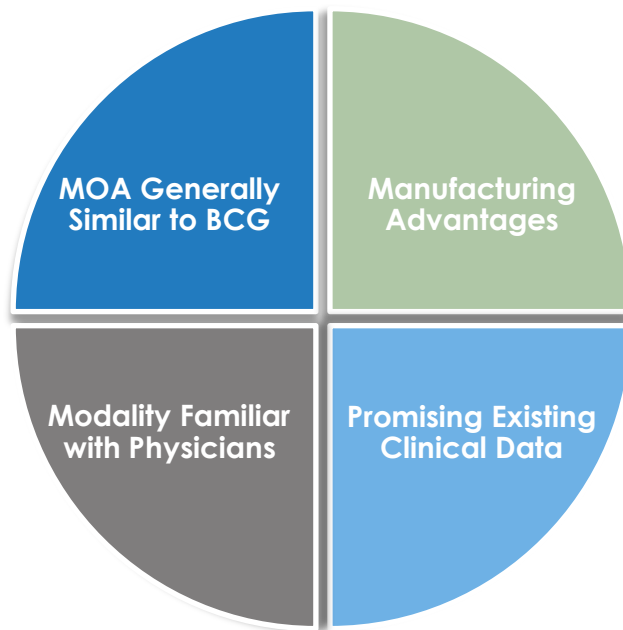 MOA Generally
Similar to BCG
Manufacturing
Advantages
Modality Familiar
with Physicians
Promising Existing
Clinical Data